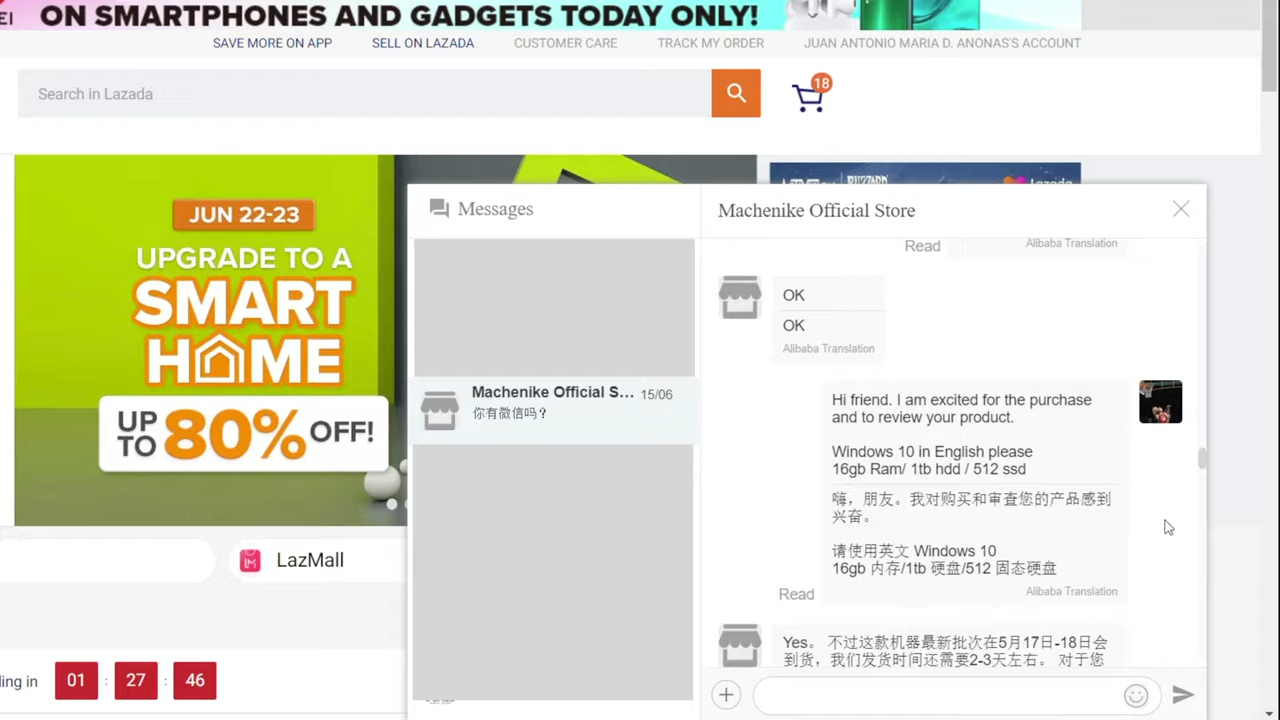 ON SMARTPHONES AND GADGETS TODAY ONLY!
SAVE MORE ON APP
SELL ON LAZADA
CUSTOMER CARE
TRACK MY ORDER
JUAN ANTONIO MARIA D. ANONAS'S ACCOUNT
Search in Lazada
18
JUN 22-23
UPGRADE TO A
SMART
HOME
UP TO 80% OFF!
LazMall
ling in
01 : 27 : 46
Messages
Machenike Official S... 15/06
你有微信吗？
Machenike Official Store
Read
Alibaba Translation
OK
OK
Alibaba Translation
Hi friend. I am excited for the purchase
and to review your product.
Windows 10 in English please
16gb Ram/ 1tb hdd / 512 ssd
嗨，朋友。我对购买和审查您的产品感到
兴奋。
请使用英文 Windows 10
16gb 内存/1tb 硬盘/512 固态硬盘
Read
Alibaba Translation
Yes。 不过这款机器最新批次在5月17日-18日会
到货，我们发货时间还需要2-3天左右。 对于您